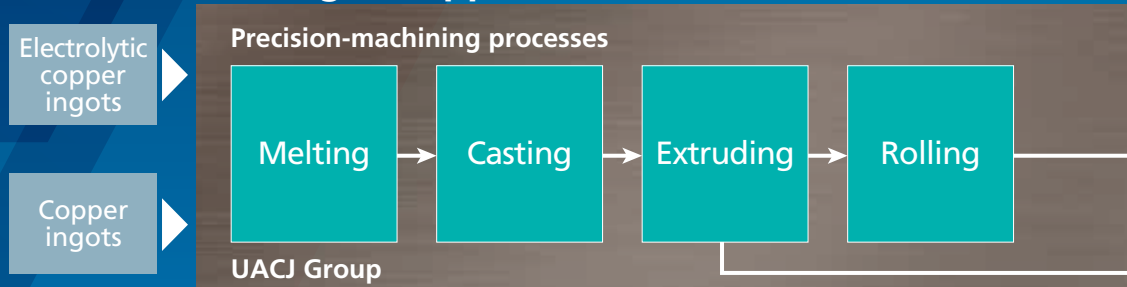 Precision-machining processes
Electrolytic
copper
ingots
Melting
Casting
Extruding
Rolling
Copper
ingots
UACJ Group